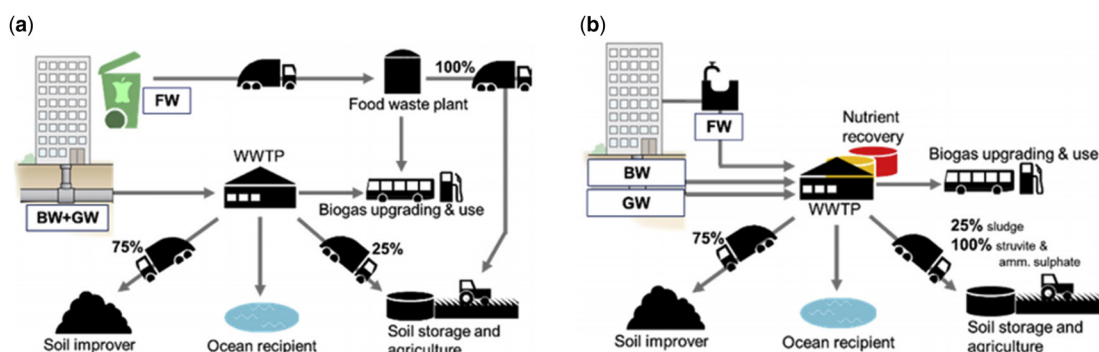 (a)
FW
100%
Food waste plant
WWTP
BW+GW
Biogas upgrading & use
75%
25%
Soil improver
Ocean recipient
Soil storage and
agriculture
(b)
FW
Nutrient
recovery
Biogas upgrading & use
BW
GW
WWTP
75%
25% sludge
100% struvite &
amm. sulphate
Soil improver
Ocean recipient
Soil storage and
agriculture